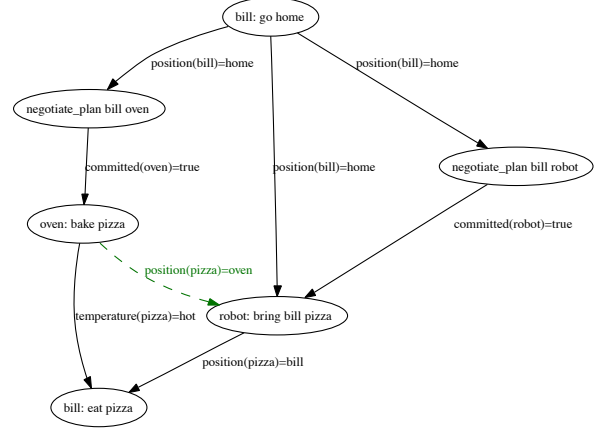 bill: go home
position(bill)=home
position(bill)=home
negotiate_plan bill oven
committed(oven)=true
position(bill)=home
negotiate_plan bill robot
oven: bake pizza
committed(robot)=true
position(pizza)=oven
temperature(pizza)=hot
robot: bring bill pizza
position(pizza)=bill
bill: eat pizza